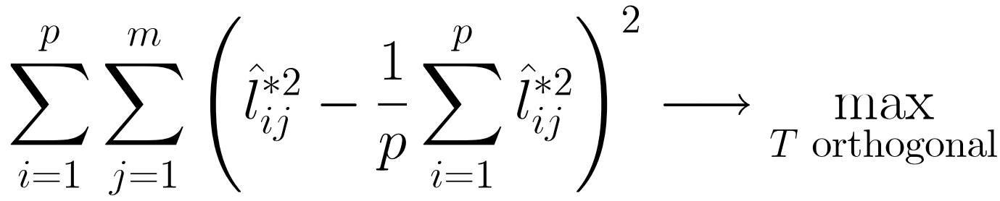 \sum_{i=1}^{p} \sum_{j=1}^{m} \left( \hat{l}_{ij}^{*2} - \frac{1}{p} \sum_{i=1}^{p} \hat{l}_{ij}^{*2} \right)^2 \longrightarrow \max_{T \text{ orthogonal}}